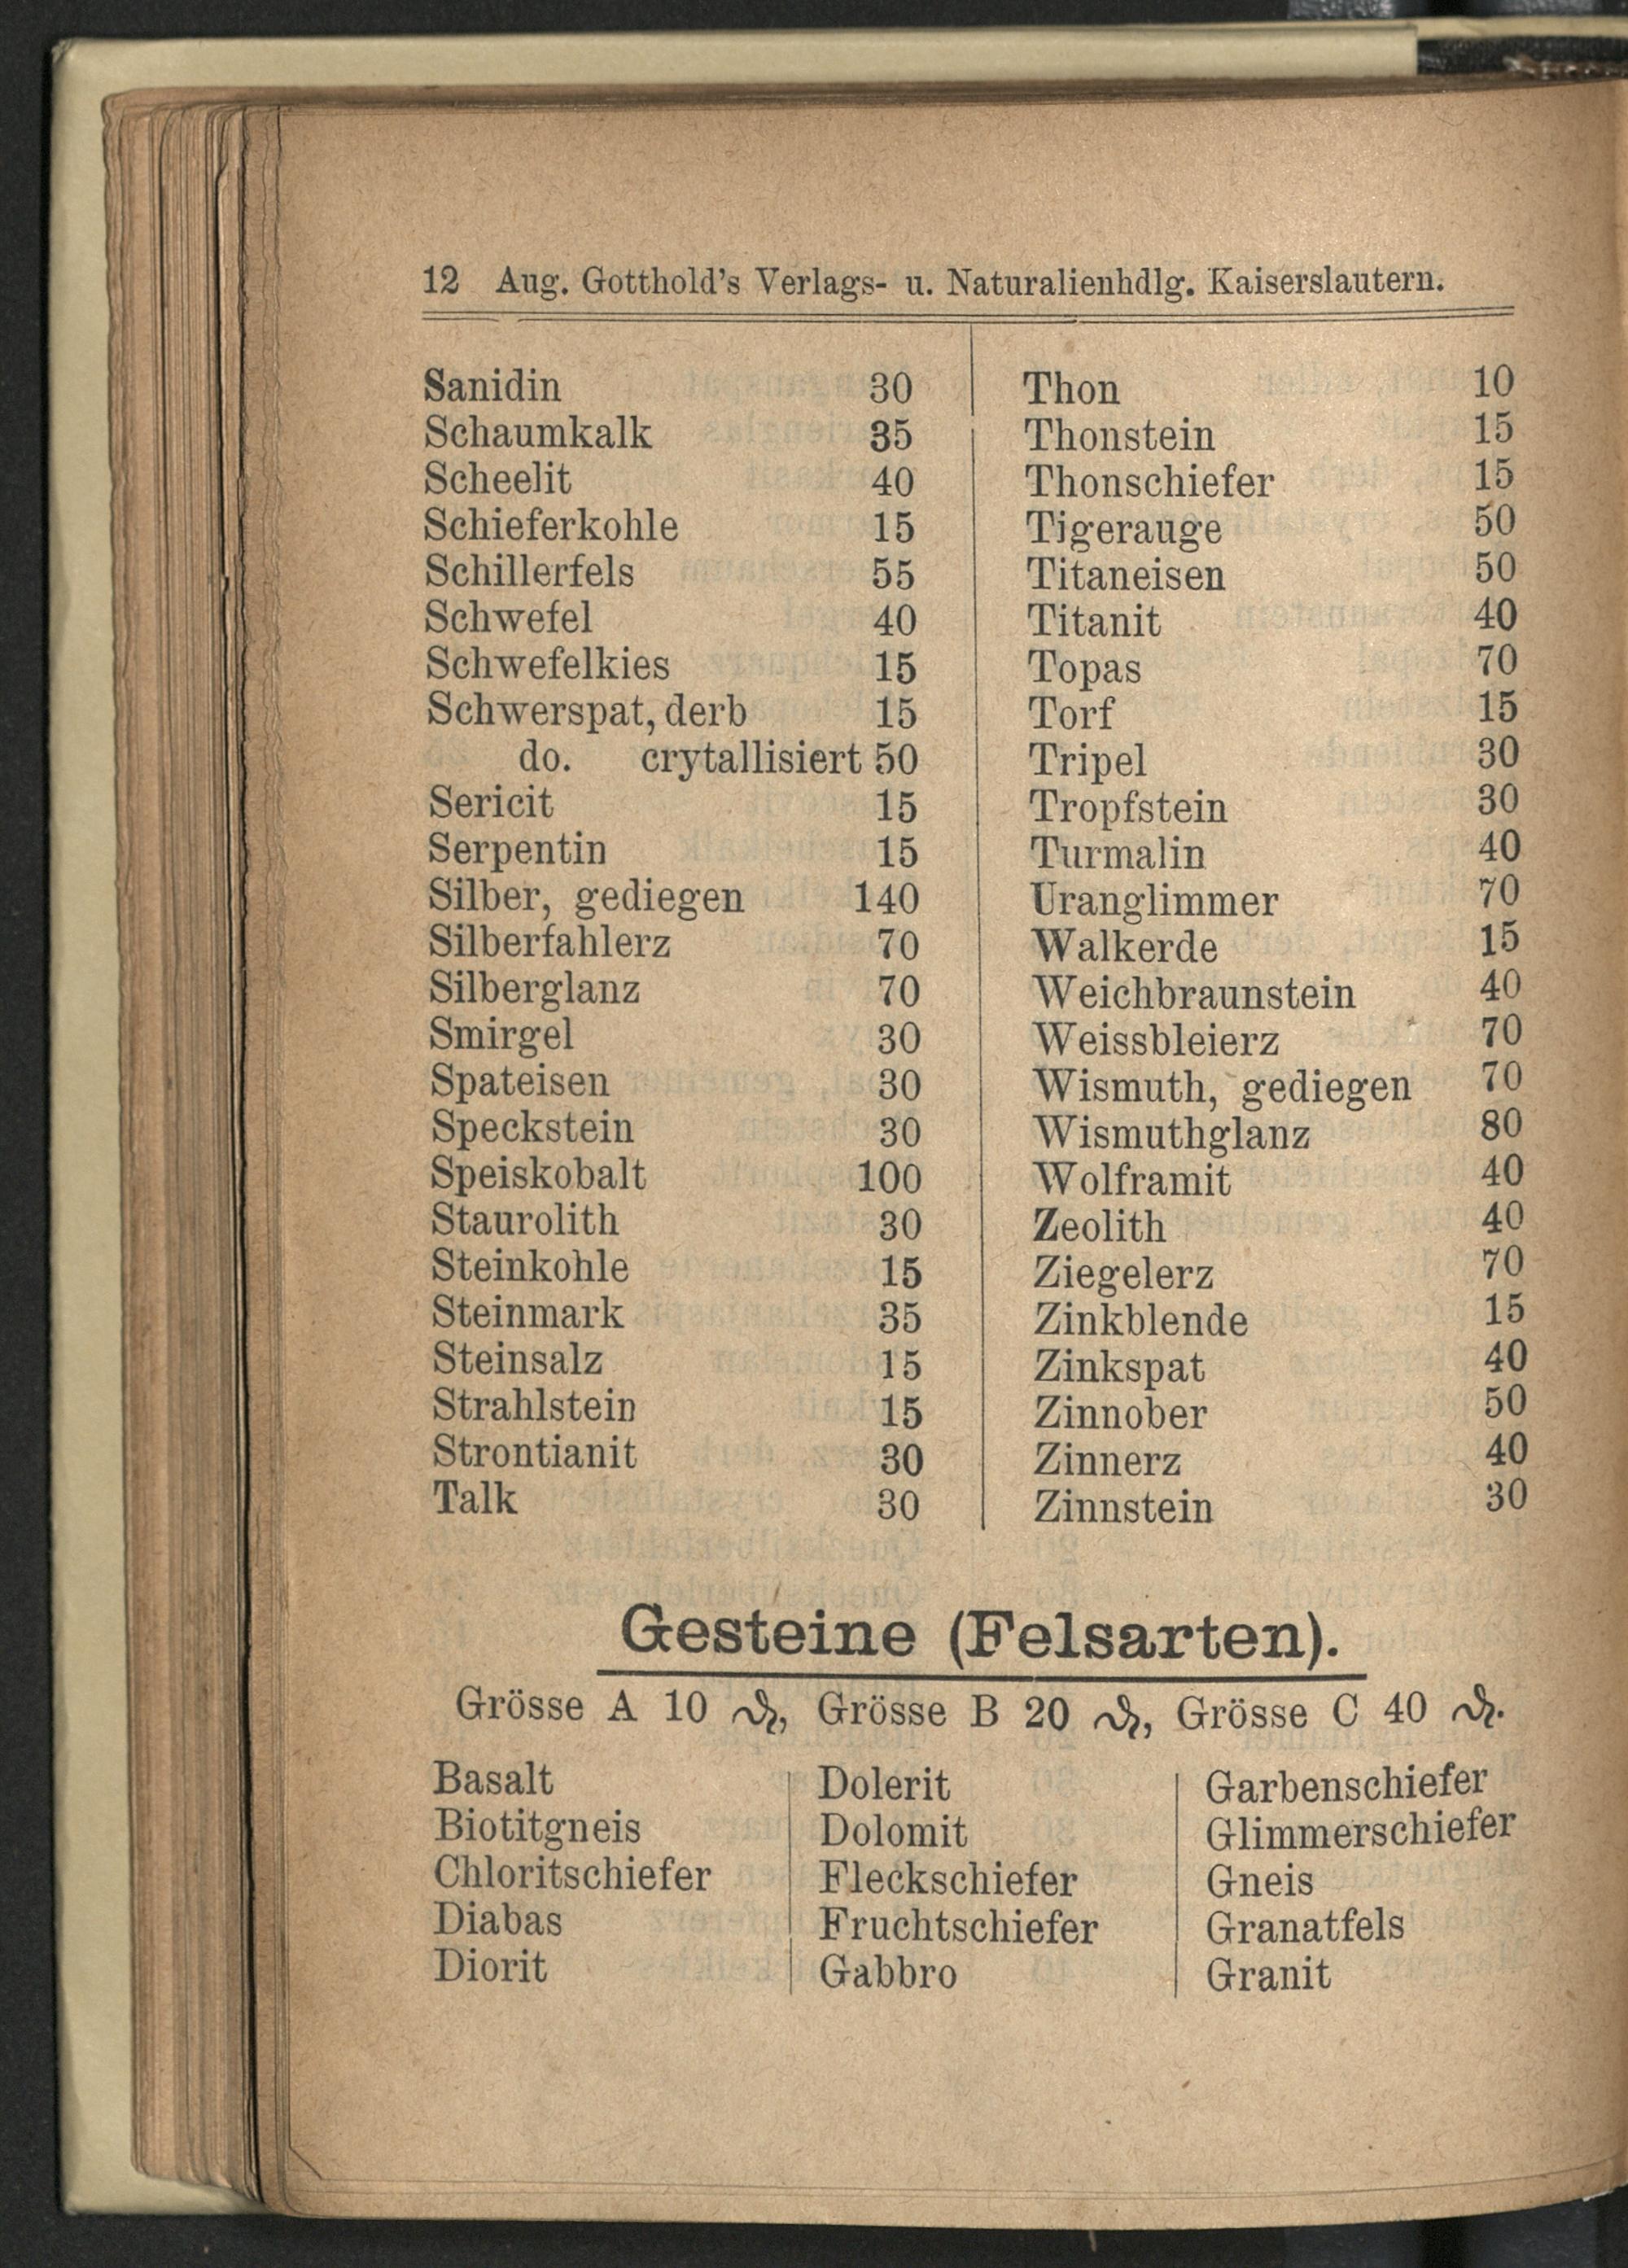 12 Aug. Gotthold's Verlags- u. Naturalienhdlg. Kaiserslautern.
Sanidin 30
Schaumkalk 35
Scheelit 40
Schieferkohle 15
Schillerfels 55
Schwefel 40
Schwefelkies 15
Schwerspat, derb 15
do. crytallisiert 50
Sericit 15
Serpentin 15
Silber, gediegen 140
Silberfahlerz 70
Silberglanz 70
Smirgel 30
Spateisen 30
Speckstein 30
Speiskobalt 100
Staurolith 30
Steinkohle 15
Steinmark 35
Steinsalz 15
Strahlstein 15
Strontianit 30
Talk 30
Thon 10
Thonstein 15
Thonschiefer 15
Tigerauge 50
Titaneisen 50
Titanit 40
Topas 70
Torf 15
Tripel 30
Tropfstein 30
Turmalin 40
Uranglimmer 70
Walkerde 15
Weichbraunstein 40
Weissbleierz 70
Wismuth, gediegen 70
Wismuthglanz 80
Wolframit 40
Zeolith 40
Ziegelerz 70
Zinkblende 15
Zinkspat 40
Zinnober 50
Zinnerz 40
Zinnstein 30
Gesteine (Felsarten).
Grösse A 10 ₰, Grösse B 20 ₰, Grösse C 40 ₰.
Basalt
Biotitgneis
Chloritschiefer
Diabas
Diorit
Dolerit
Dolomit
Fleckschiefer
Fruchtschiefer
Gabbro
Garbenschiefer
Glimmerschiefer
Gneis
Granatfels
Granit